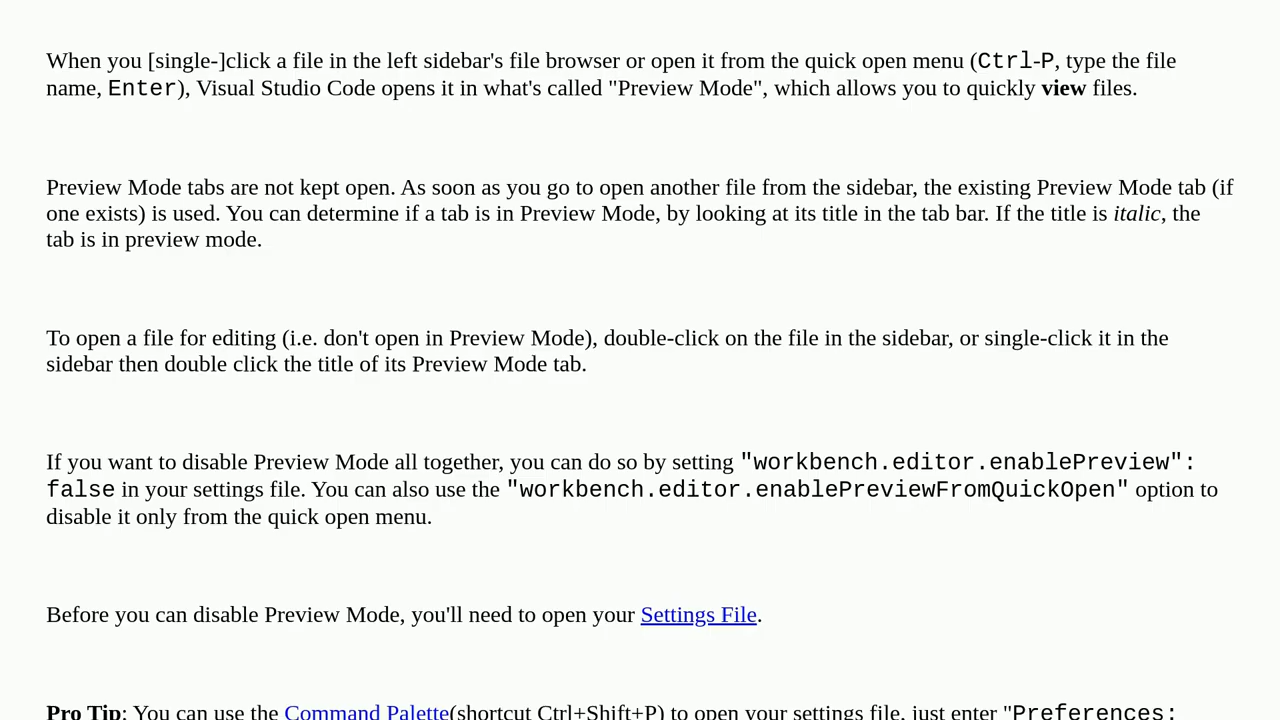 When you [single-]click a file in the left sidebar's file browser or open it from the quick open menu (Ctrl-P, type the file
name, Enter), Visual Studio Code opens it in what's called "Preview Mode", which allows you to quickly view files.
Preview Mode tabs are not kept open. As soon as you go to open another file from the sidebar, the existing Preview Mode tab (if
one exists) is used. You can determine if a tab is in Preview Mode, by looking at its title in the tab bar. If the title is italic, the
tab is in preview mode.
To open a file for editing (i.e. don't open in Preview Mode), double-click on the file in the sidebar, or single-click it in the
sidebar then double click the title of its Preview Mode tab.
If you want to disable Preview Mode all together, you can do so by setting "workbench.editor.enablePreview":
false in your settings file. You can also use the "workbench.editor.enablePreviewFromQuickOpen" option to
disable it only from the quick open menu.
Before you can disable Preview Mode, you'll need to open your Settings File.
Pro Tip: You can use the Command Palette(shortcut Ctrl+Shift+P) to open your settings file, just enter "Preferences: